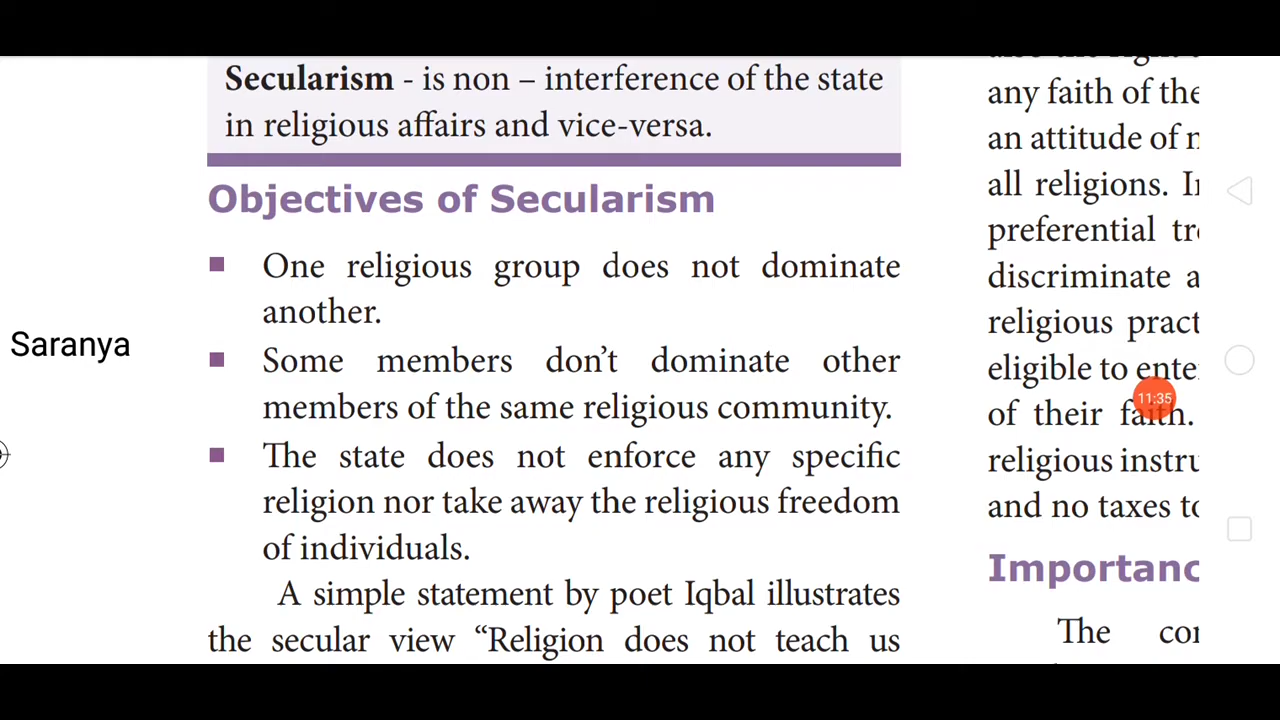 Secularism - is non – interference of the state
in religious affairs and vice-versa.
Objectives of Secularism
One religious group does not dominate
another.
Some members don't dominate other
members of the same religious community.
The state does not enforce any specific
religion nor take away the religious freedom
of individuals.
A simple statement by poet Iqbal illustrates
the secular view “Religion does not teach us
Saranya
any faith of the
an attitude of
all religions.
preferential
discriminate
religious
eligible to
of their faith.
religious
and no taxes
The
11:35